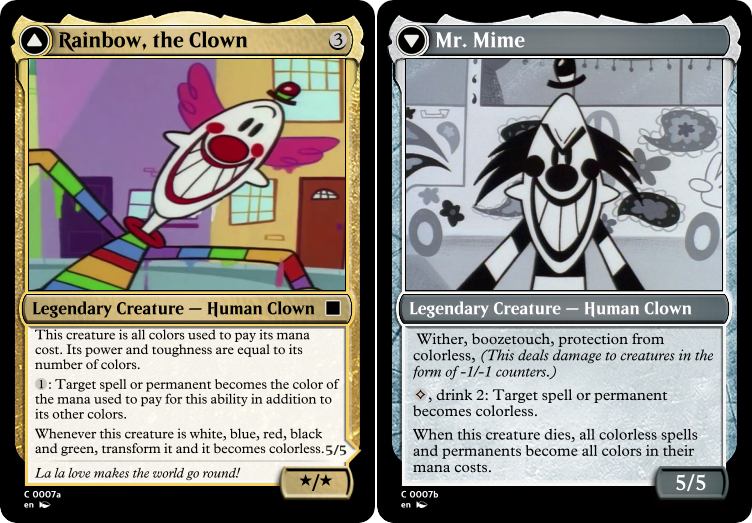 Rainbow, the Clown 3
This creature is all colors used to pay its mana
cost. Its power and toughness are equal to its
number of colors.
1: Target spell or permanent becomes the color of
the mana used to pay for this ability in addition to
its other colors.
Whenever this creature is white, blue, red, black
and green, transform it and it becomes colorless.
5/5
La la love makes the world go round!
Legendary Creature — Human Clown
★/★
C 0007a
en
Mr. Mime
Legendary Creature — Human Clown
Wither, boozetouch, protection from
colorless, (This deals damage to creatures in the
form of -1/-1 counters.)
, drink 2: Target spell or permanent
becomes colorless.
When this creature dies, all colorless spells
and permanents become all colors in their
mana costs.
5/5
C 0007b
en